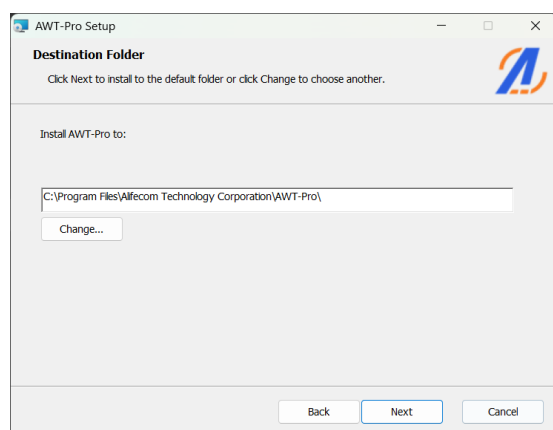 AWT-Pro Setup
Destination Folder
Click Next to install to the default folder or click Change to choose another.
Install AWT-Pro to:
C:\Program Files\Alifecom Technology Corporation\AWT-Pro\
Change...
Back
Next
Cancel